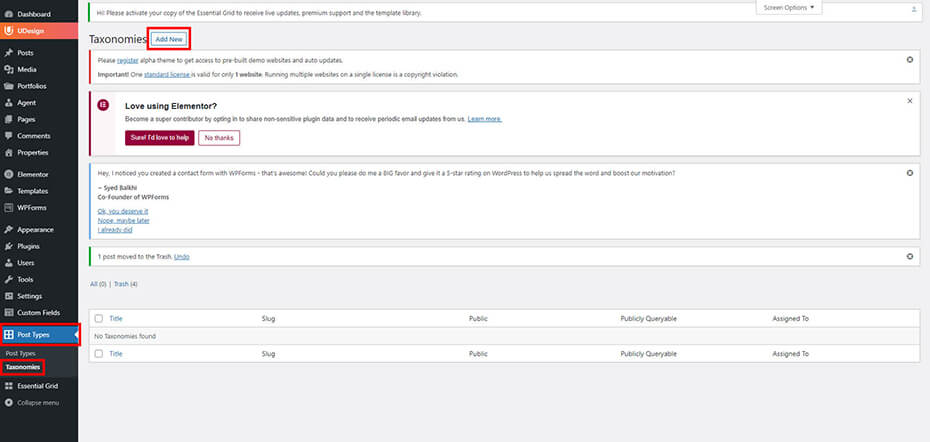 Dashboard
UDesign
Posts
Media
Portfolios
Agent
Pages
Comments
Properties
Elementor
Templates
WPForms
Appearance
Plugins
Users
Tools
Settings
Custom Fields
Post Types
Post Types
Taxonomies
Essential Grid
Collapse menu
Hi! Please activate your copy of the Essential Grid to receive live updates, premium support and the template library.
Screen Options
Taxonomies Add New
Please register alpha theme to get access to pre-built demo websites and auto updates.
Important! One standard license is valid for only 1 website. Running multiple websites on a single license is a copyright violation.
Love using Elementor?
Become a super contributor by opting in to share non-sensitive plugin data and to receive periodic email updates from us. Learn more.
Sure! I'd love to help No thanks
Hey, I noticed you created a contact form with WPForms - that's awesome! Could you please do me a BIG favor and give it a 5-star rating on WordPress to help us spread the word and boost our motivation?
~ Syed Balkhi
Co-Founder of WPForms
Ok, you deserve it
Nope, maybe later
I already did
1 post moved to the Trash. Undo
All (0) | Trash (4)
Title Slug Public Publicly Queryable Assigned To
No Taxonomies found
Title Slug Public Publicly Queryable Assigned To